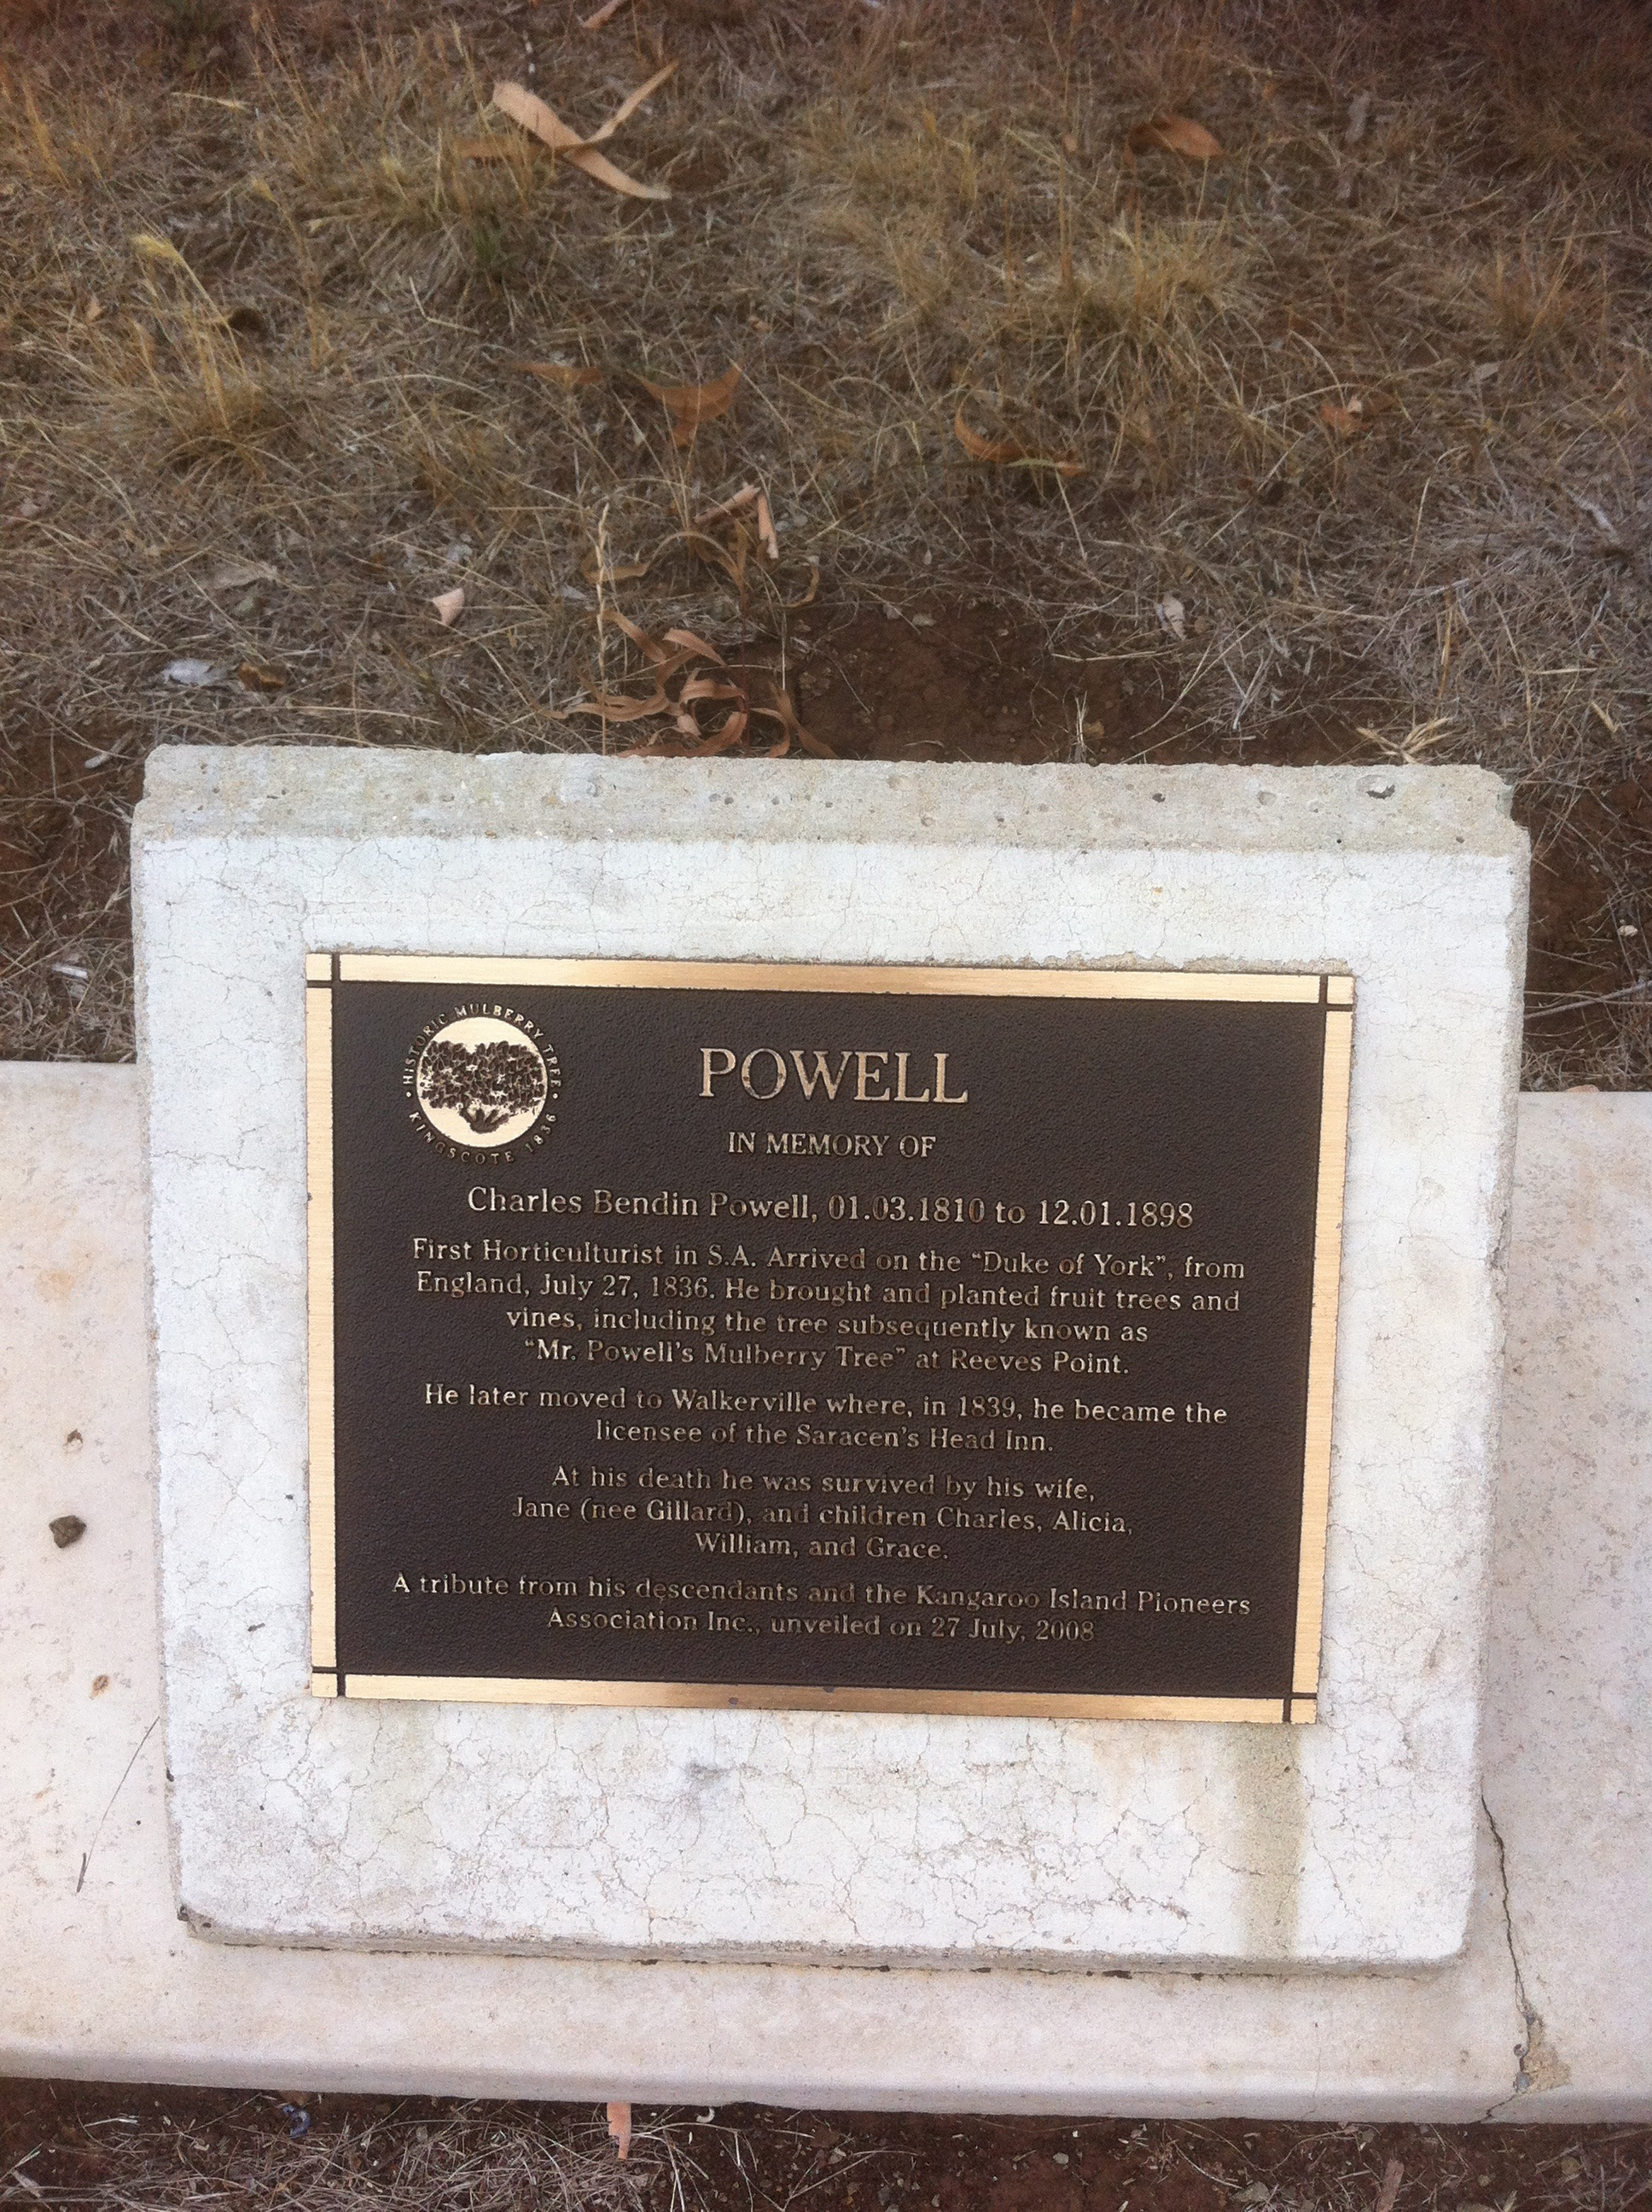 HISTORIC MULBERRY TREE
KINGSCOTE 1836
POWELL
IN MEMORY OF
Charles Bendin Powell, 01.03.1810 to 12.01.1898
First Horticulturist in S.A. Arrived on the "Duke of York", from
England, July 27, 1836. He brought and planted fruit trees and
vines, including the tree subsequently known as
"Mr. Powell's Mulberry Tree" at Reeves Point.
He later moved to Walkerville where, in 1839, he became the
licensee of the Saracen's Head Inn.
At his death he was survived by his wife,
Jane (nee Gillard), and children Charles, Alicia,
William, and Grace.
A tribute from his descendants and the Kangaroo Island Pioneers
Association Inc., unveiled on 27 July, 2008